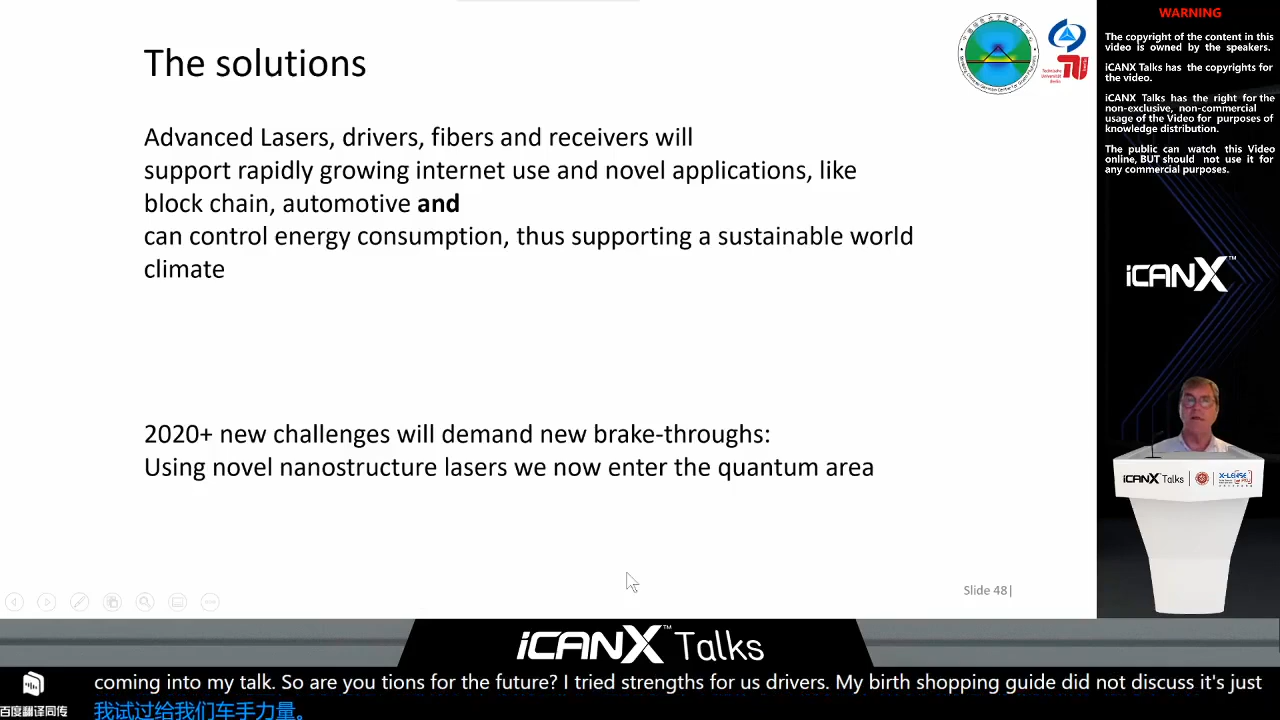 The solutions
Advanced Lasers, drivers, fibers and receivers will
support rapidly growing internet use and novel applications, like
block chain, automotive and
can control energy consumption, thus supporting a sustainable world
climate
2020+ new challenges will demand new brake-throughs:
Using novel nanostructure lasers we now enter the quantum area
Slide 48|
WARNING
The copyright of the content in this
video is owned by the speakers.
iCANX Talks has the copyrights for
the video.
iCANX Talks has the right for the
non-exclusive, non-commercial
usage of the Video for purposes of
knowledge distribution.
The public can watch this Video
online, BUT should not use it for
any commercial purposes.
iCANX™
iCANX Talks
iCANX™ Talks
coming into my talk. So are you tions for the future? I tried strengths for us drivers. My birth shopping guide did not discuss it's just
百度翻译同传
我试过给我们车手力量。